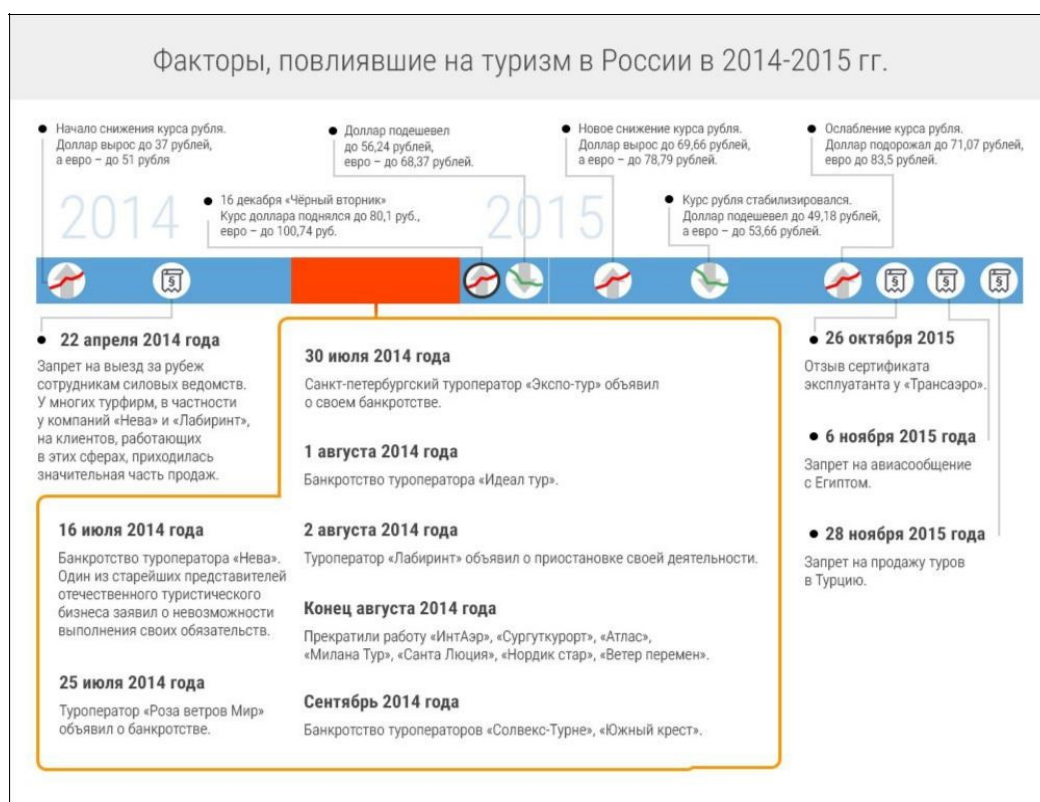 Факторы, повлиявшие на туризм в России в 2014-2015 гг.
Начало снижения курса рубля.
Доллар вырос до 37 рублей,
а евро – до 51 рубля
Доллар подешевел
до 56,24 рублей,
евро – до 68,37 рублей.
Новое снижение курса рубля.
Доллар вырос до 69,66 рублей,
а евро – до 78,79 рублей.
Ослабление курса рубля.
Доллар подорожал до 71,07 рублей,
евро до 83,5 рублей.
2014
16 декабря «Чёрный вторник»
Курс доллара поднялся до 80,1 руб.,
евро – до 100,74 руб.
2015
Курс рубля стабилизировался.
Доллар подешевел до 49,18 рублей,
а евро – до 53,66 рублей.
§
§
§
§
22 апреля 2014 года
Запрет на выезд за рубеж
сотрудникам силовых ведомств.
У многих турфирм, в частности
у компаний «Нева» и «Лабиринт»,
на клиентов, работающих
в этих сферах, приходилась
значительная часть продаж.
16 июля 2014 года
Банкротство туроператора «Нева».
Один из старейших представителей
отечественного туристического
бизнеса заявил о невозможности
выполнения своих обязательств.
25 июля 2014 года
Туроператор «Роза ветров Мир»
объявил о банкротстве.
30 июля 2014 года
Санкт-петербургский туроператор «Экспо-тур» объявил
о своем банкротстве.
1 августа 2014 года
Банкротство туроператора «Идеал тур».
2 августа 2014 года
Туроператор «Лабиринт» объявил о приостановке своей деятельности.
Конец августа 2014 года
Прекратили работу «ИнтАэр», «Сургуткурорт», «Атлас»,
«Милана Тур», «Санта Люция», «Нордик стар», «Ветер перемен».
Сентябрь 2014 года
Банкротство туроператоров «Солвекс-Турне», «Южный крест».
26 октября 2015
Отзыв сертификата
эксплуатанта у «Трансаэро».
6 ноября 2015 года
Запрет на авиасообщение
с Египтом.
28 ноября 2015 года
Запрет на продажу туров
в Турцию.